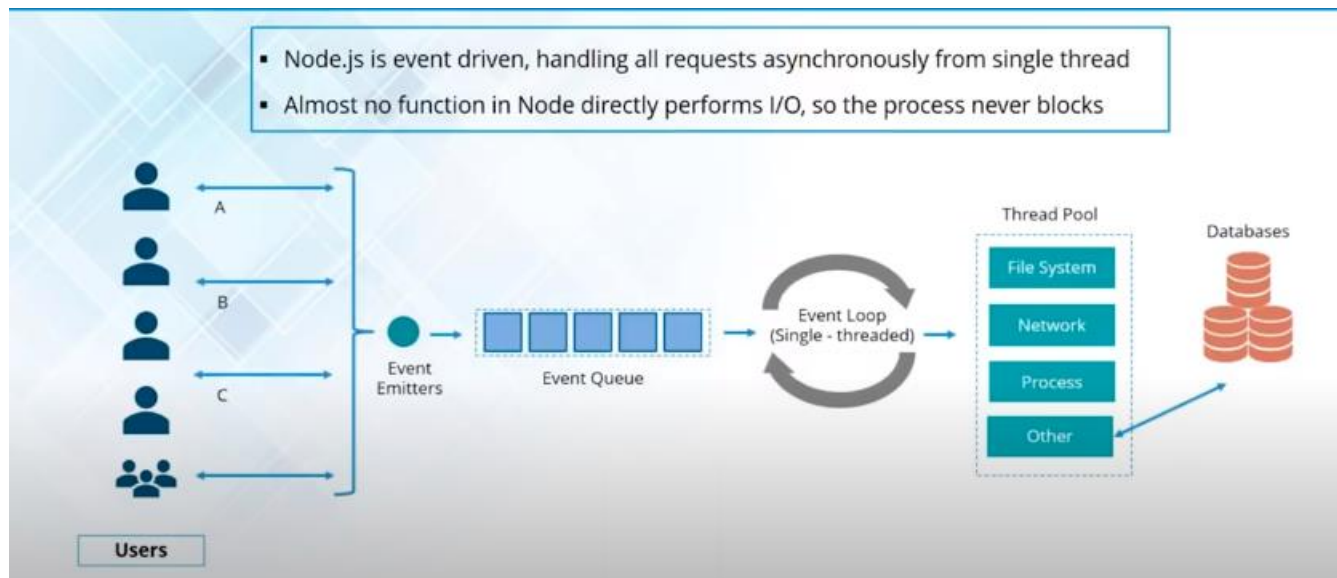 ▪ Node.js is event driven, handling all requests asynchronously from single thread
▪ Almost no function in Node directly performs I/O, so the process never blocks
A
B
C
Users
Event
Emitters
Event Queue
Event Loop
(Single - threaded)
Thread Pool
File System
Network
Process
Other
Databases